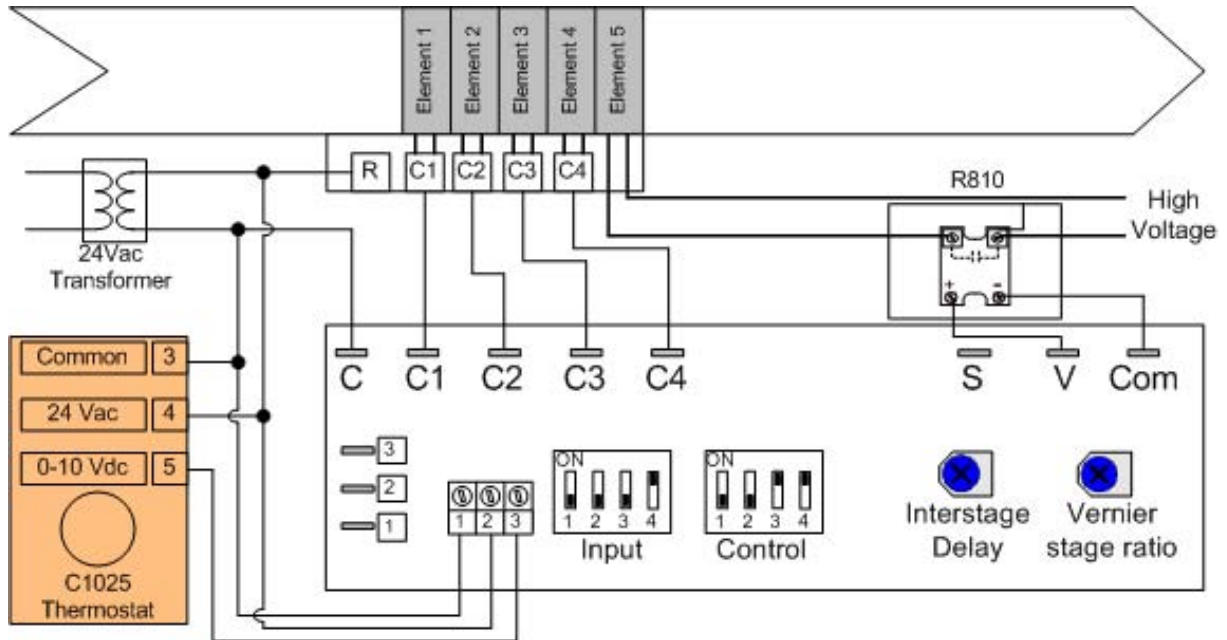 Element 1
Element 2
Element 3
Element 4
Element 5
R
C1
C2
C3
C4
R810
High
Voltage
24Vac
Transformer
Common
3
24 Vac
4
0-10 Vdc
5
C1025
Thermostat
+
-
C
C1
C2
C3
C4
S
V
Com
3
2
1
1 2 3
ON
1 2 3 4
Input
ON
1 2 3 4
Control
Interstage
Delay
Vernier
stage ratio